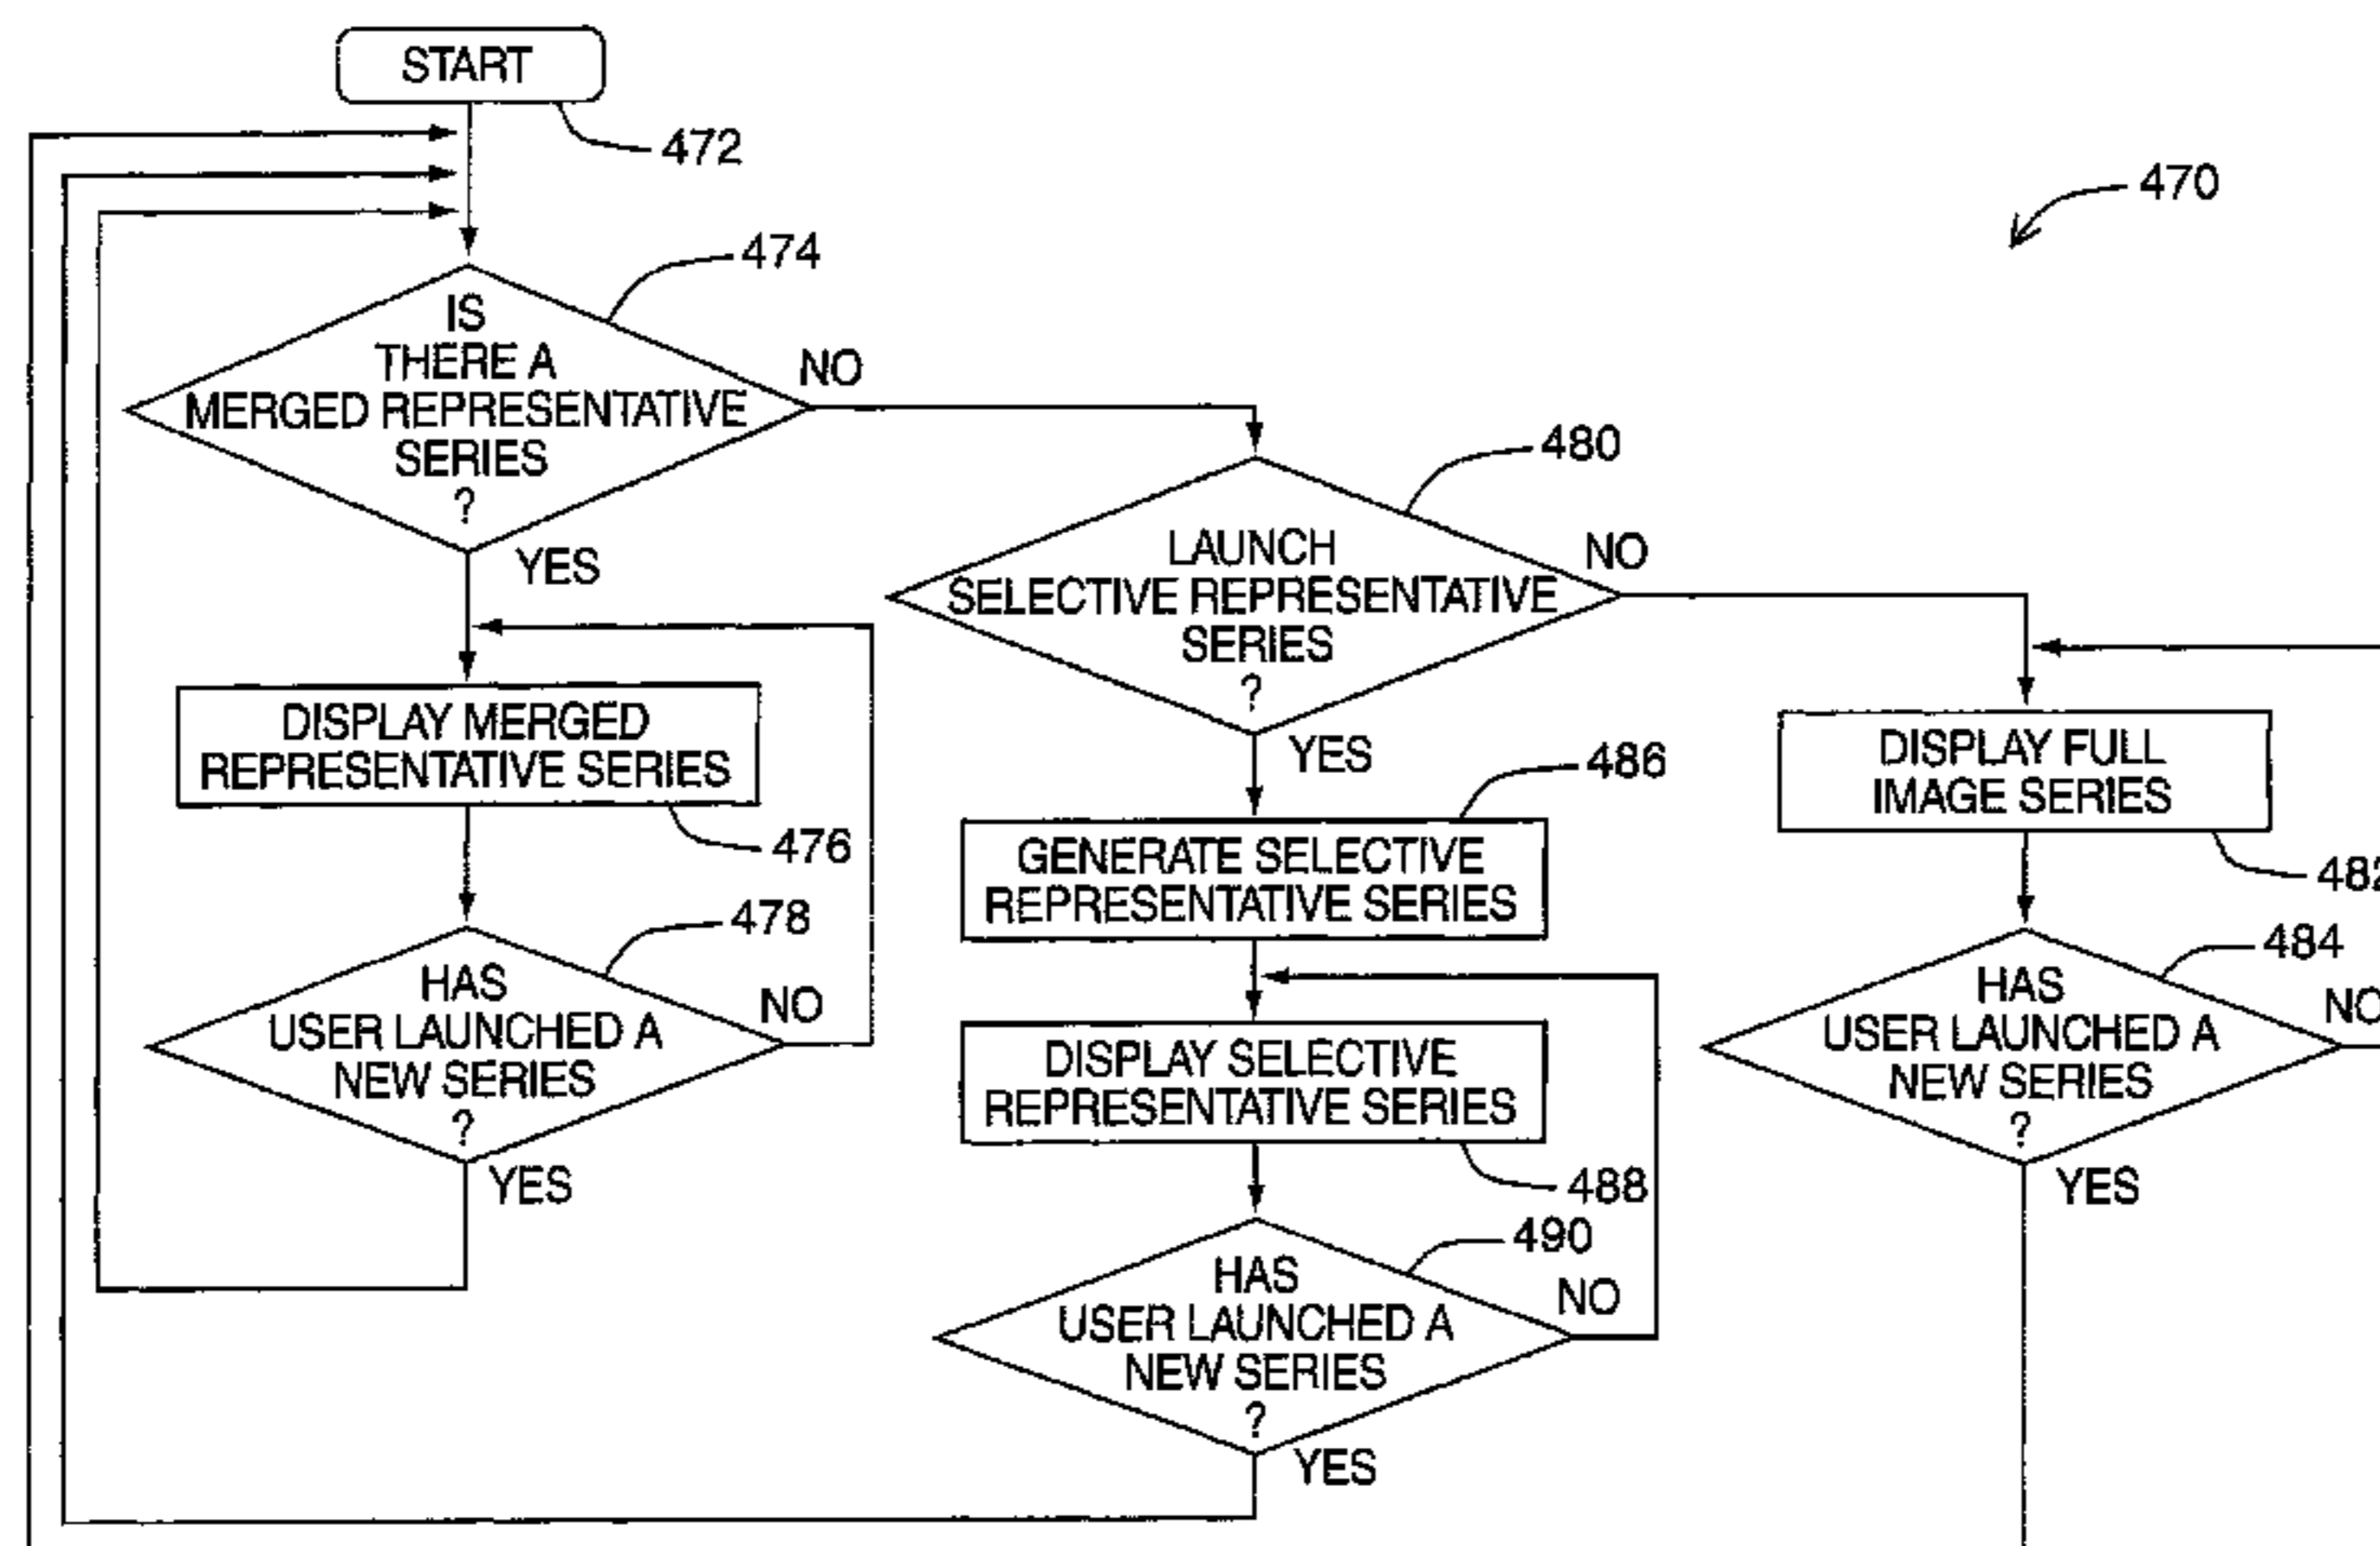 START
472
470
474
IS
THERE A
MERGED REPRESENTATIVE
SERIES
?
NO
YES
480
LAUNCH
SELECTIVE REPRESENTATIVE
SERIES
?
NO
YES
DISPLAY MERGED
REPRESENTATIVE SERIES
476
486
GENERATE SELECTIVE
REPRESENTATIVE SERIES
DISPLAY FULL
IMAGE SERIES
482
478
HAS
USER LAUNCHED A
NEW SERIES
?
NO
YES
484
HAS
USER LAUNCHED A
NEW SERIES
?
NO
YES
DISPLAY SELECTIVE
REPRESENTATIVE SERIES
488
490
HAS
USER LAUNCHED A
NEW SERIES
?
NO
YES